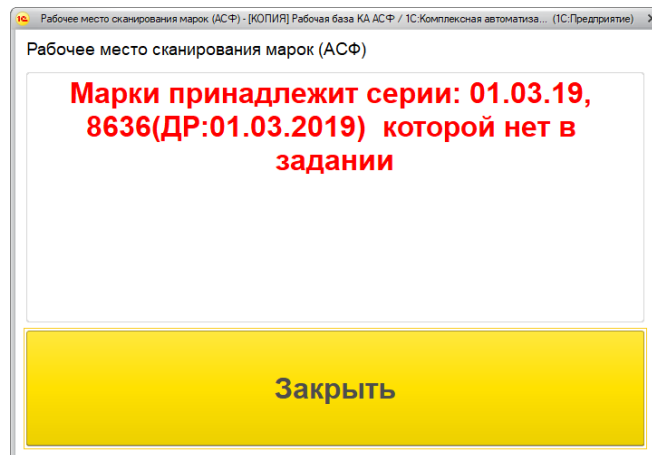 1С Рабочее место сканирования марок (АСФ) - [КОПИЯ] Рабочая база КА АСФ / 1С:Комплексная автоматиза... (1С:Предприятие)
Рабочее место сканирования марок (АСФ)
Марки принадлежит серии: 01.03.19,
8636(ДР:01.03.2019) которой нет в
задании
Закрыть